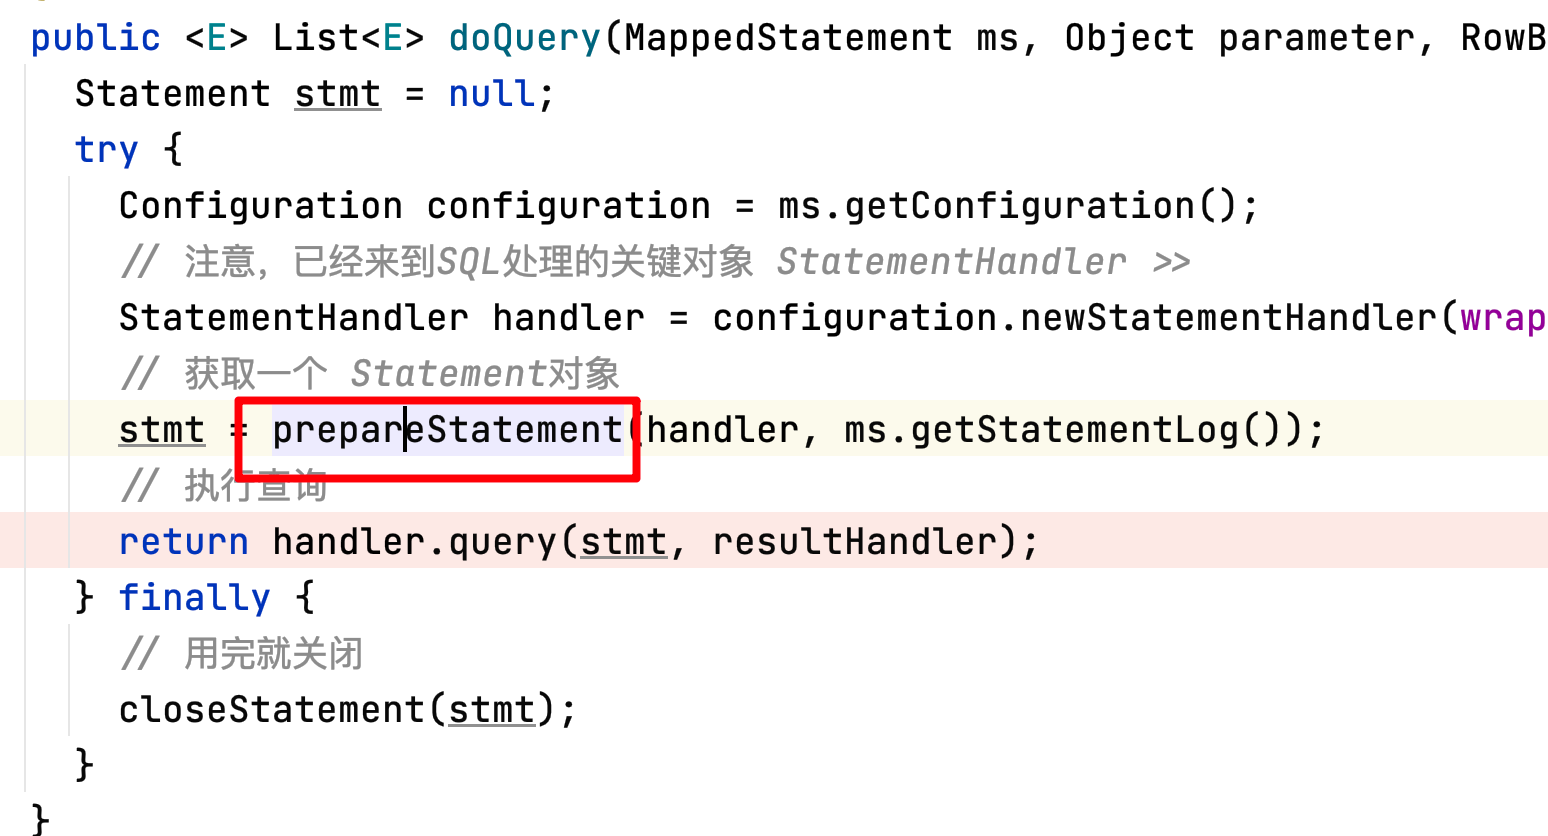 public <E> List<E> doQuery(MappedStatement ms, Object parameter, RowB
Statement stmt = null;
try {
Configuration configuration = ms.getConfiguration();
// 注意，已经来到SQL处理的关键对象 StatementHandler >>
StatementHandler handler = configuration.newStatementHandler(wrap
// 获取一个 Statement对象
stmt = prepareStatement(handler, ms.getStatementLog());
// 执行查询
return handler.query(stmt, resultHandler);
} finally {
// 用完就关闭
closeStatement(stmt);
}
}